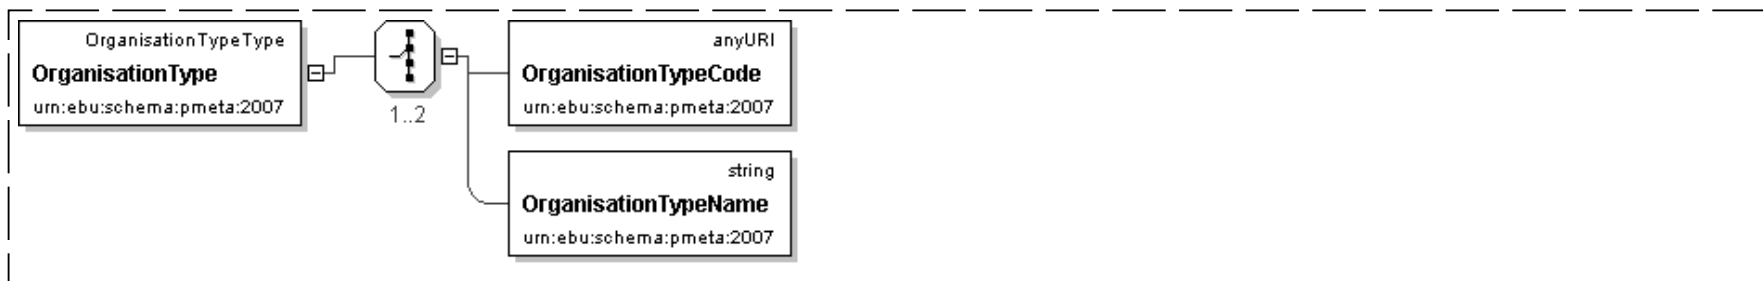 OrganisationTypeType
OrganisationType
urn:ebu:schema:pmeta:2007
1..2
anyURI
OrganisationTypeCode
urn:ebu:schema:pmeta:2007
string
OrganisationTypeName
urn:ebu:schema:pmeta:2007